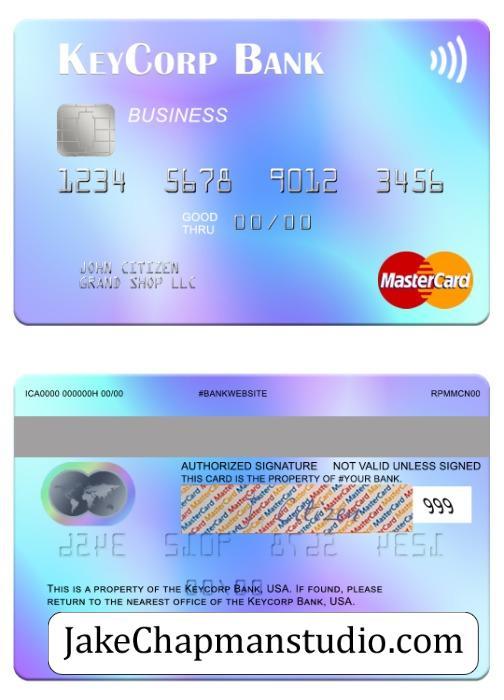 KEYCORP BANK
BUSINESS
1234 5678 9012 3456
GOOD THRU 00/00
JOHN CITIZEN
GRAND SHOP LLC
MasterCard
ICA0000 000000H 00/00 #BANKWEBSITE RPMMCN00
AUTHORIZED SIGNATURE NOT VALID UNLESS SIGNED
THIS CARD IS THE PROPERTY OF #YOUR BANK.
999
THIS IS A PROPERTY OF THE KEYCORP BANK, USA. IF FOUND, PLEASE
RETURN TO THE NEAREST OFFICE OF THE KEYCORP BANK, USA.
JakeChapmanstudio.com